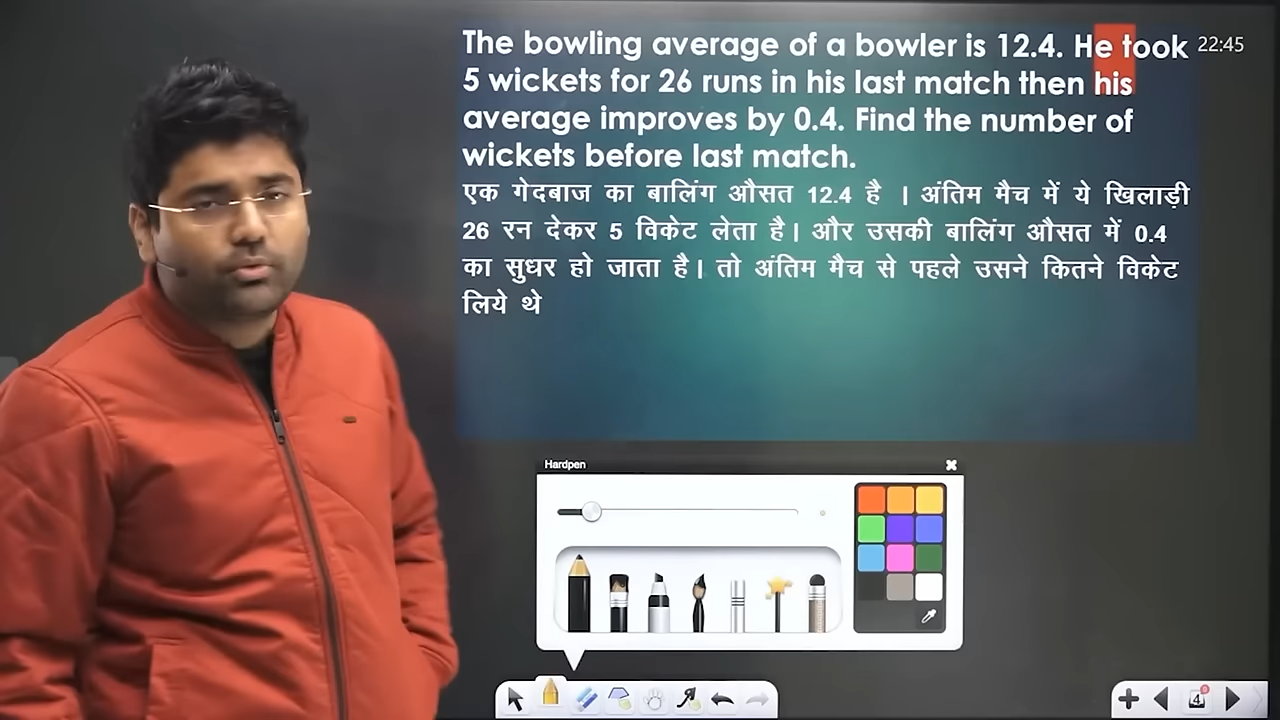 The bowling average of a bowler is 12.4. He took
22:45
5 wickets for 26 runs in his last match then his
average improves by 0.4. Find the number of
wickets before last match.
एक गेदबाज का बालिंग औसत 12.4 है । अंतिम मैच में ये खिलाड़ी
26 रन देकर 5 विकेट लेता है। और उसकी बालिंग औसत में 0.4
का सुधर हो जाता है। तो अंतिम मैच से पहले उसने कितने विकेट
लिये थे
Hardpen
4